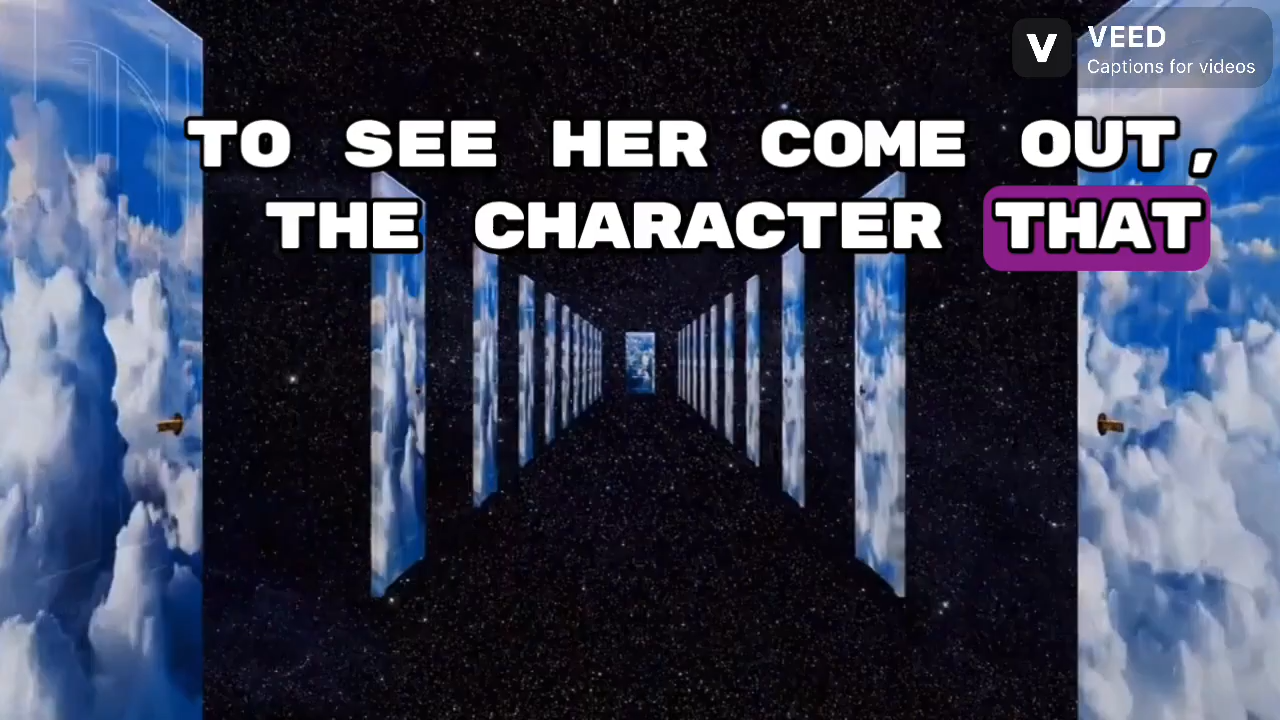 VEED
Captions for videos
TO SEE HER COME OUT,
THE CHARACTER THAT